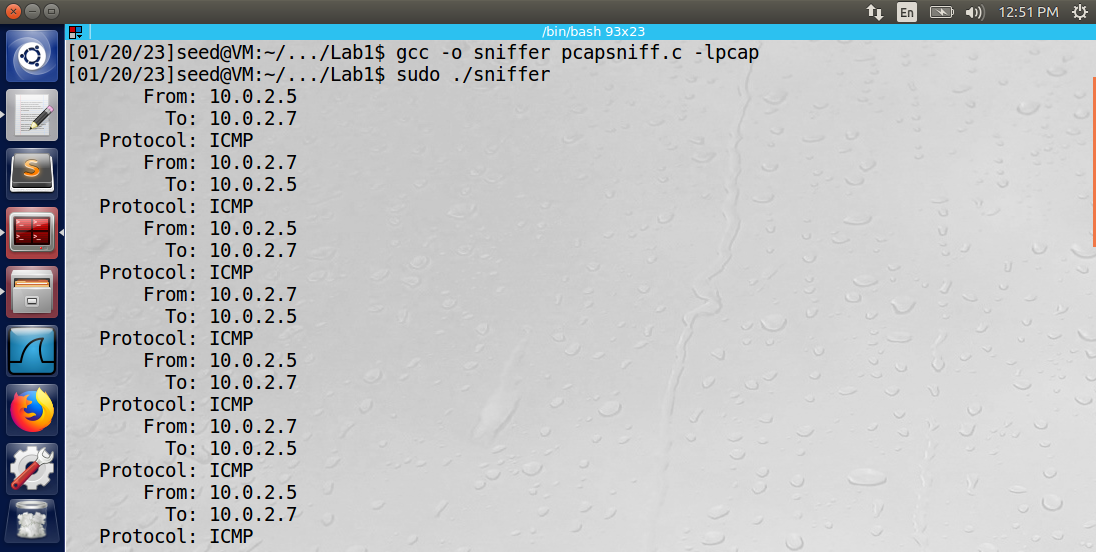 En 12:51 PM
/bin/bash 93x23
[01/20/23]seed@VM:~/.../Lab1$ gcc -o sniffer pcapsniff.c -lpcap
[01/20/23]seed@VM:~/.../Lab1$ sudo ./sniffer
From: 10.0.2.5
To: 10.0.2.7
Protocol: ICMP
From: 10.0.2.7
To: 10.0.2.5
Protocol: ICMP
From: 10.0.2.5
To: 10.0.2.7
Protocol: ICMP
From: 10.0.2.7
To: 10.0.2.5
Protocol: ICMP
From: 10.0.2.5
To: 10.0.2.7
Protocol: ICMP
From: 10.0.2.7
To: 10.0.2.5
Protocol: ICMP
From: 10.0.2.5
To: 10.0.2.7
Protocol: ICMP